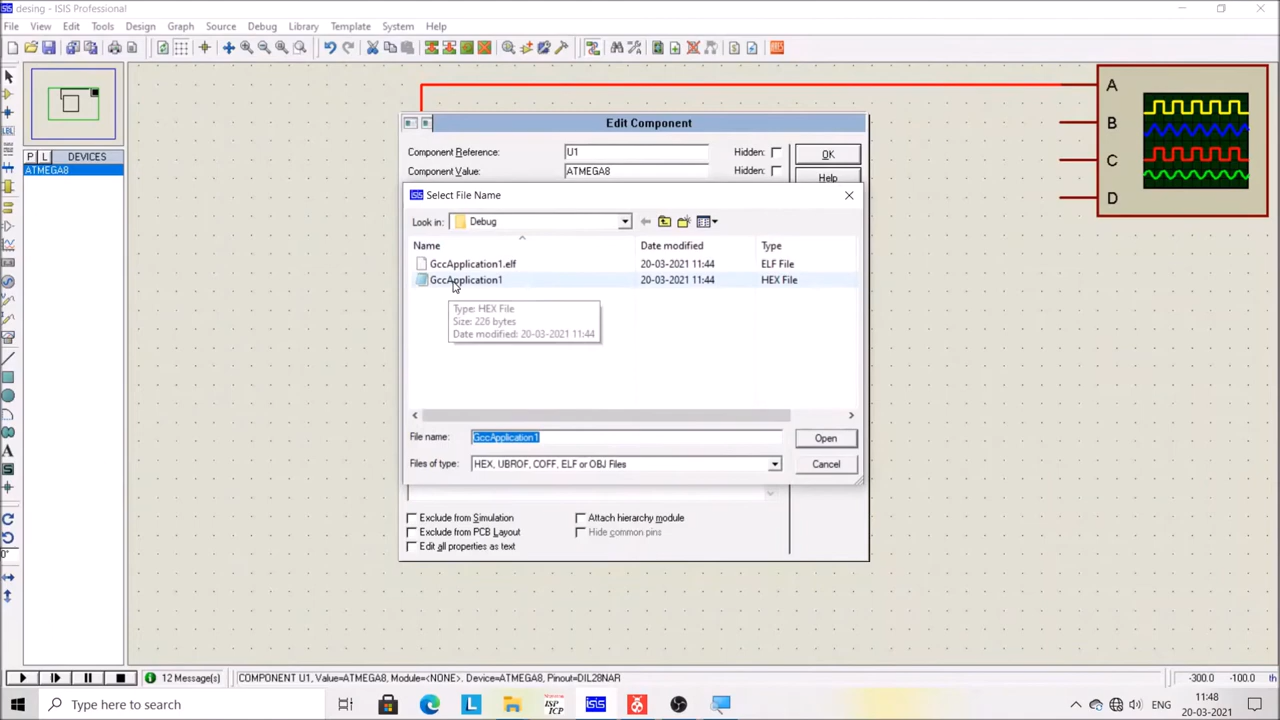 desing - ISIS Professional
File View Edit Tools Design Graph Source Debug Library Template System Help
P L DEVICES
ATMEGA8
LBL
A
B
C
D
Edit Component
Component Reference: U1 Hidden: OK
Component Value: ATMEGA8 Hidden: Help
ISIS Select File Name
Look in: Debug
Name Date modified Type
GccApplication1.elf 20-03-2021 11:44 ELF File
GccApplication1 20-03-2021 11:44 HEX File
Type: HEX File
Size: 226 bytes
Date modified: 20-03-2021 11:44
File name: GccApplication1 Open
Files of type: HEX, UBROF, COFF, ELF or OBJ Files Cancel
Exclude from Simulation Attach hierarchy module
Exclude from PCB Layout Hide common pins
Edit all properties as text
12 Message(s) COMPONENT U1, Value=ATMEGA8, Module=<NONE>, Device=ATMEGA8, Pinout=DIL28NAR -300.0 -100.0 th
Type here to search L ISP ICP isis ENG 11:48
20-03-2021